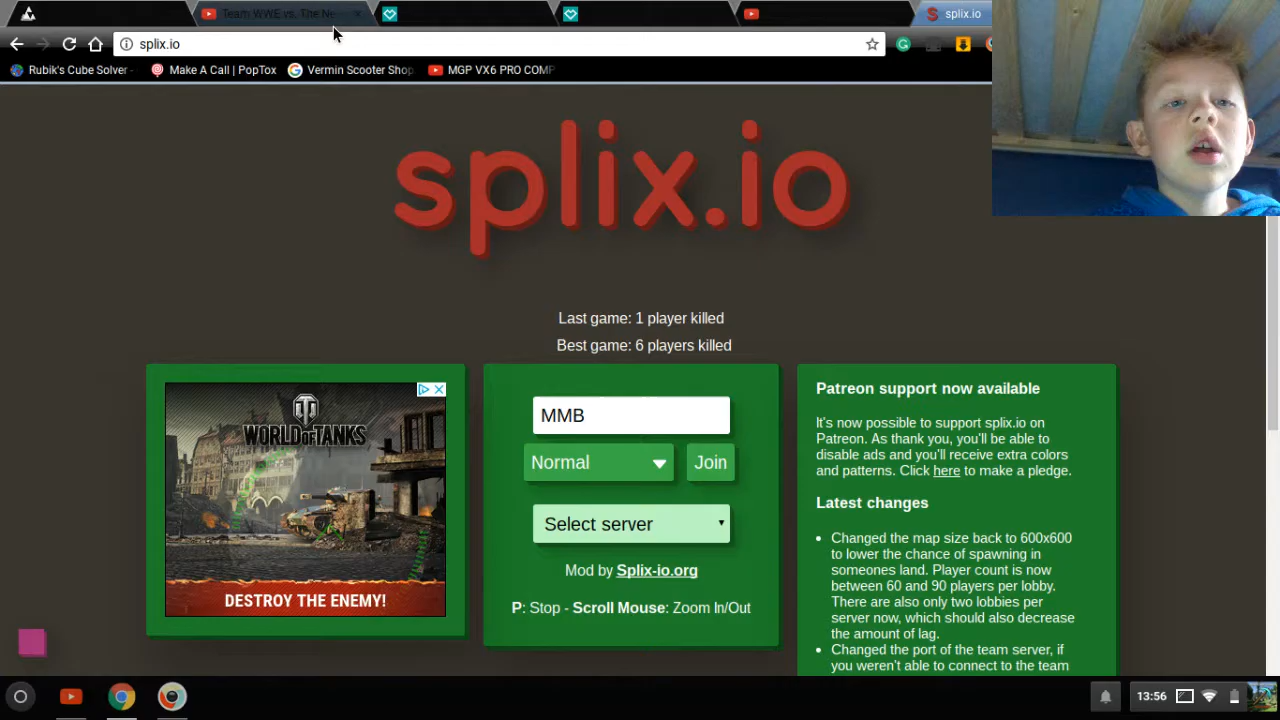 Team WWE vs. The Ne
splix.io
splix.io
Rubik's Cube Solver -
Make A Call | PopTox
Vermin Scooter Shop
MGP VX6 PRO COMP
splix.io
Last game: 1 player killed
Best game: 6 players killed
WORLD OF TANKS
DESTROY THE ENEMY!
MMB
Normal
Join
Select server
Mod by Splix-io.org
P: Stop - Scroll Mouse: Zoom In/Out
Patreon support now available
It's now possible to support splix.io on
Patreon. As thank you, you'll be able to
disable ads and you'll receive extra colors
and patterns. Click here to make a pledge.
Latest changes
Changed the map size back to 600x600
to lower the chance of spawning in
someones land. Player count is now
between 60 and 90 players per lobby.
There are also only two lobbies per
server now, which should also decrease
the amount of lag.
Changed the port of the team server, if
you weren't able to connect to the team
13:56